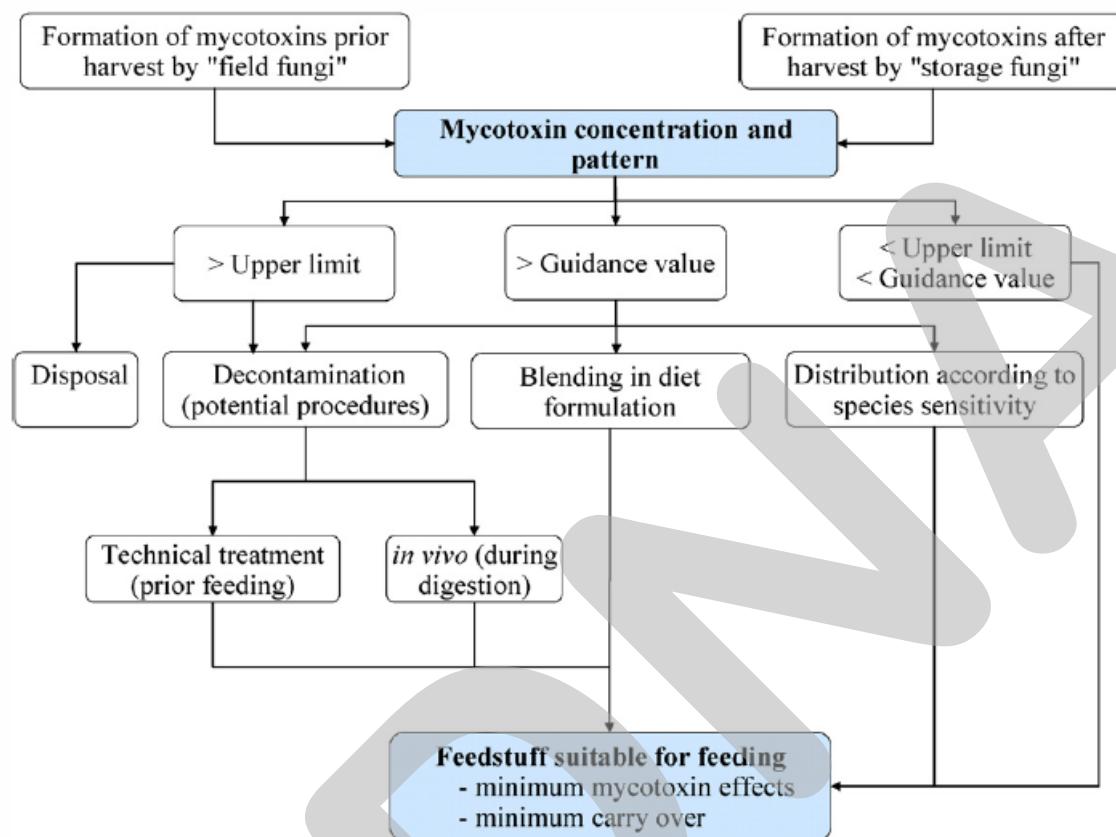 Formation of mycotoxins prior
harvest by "field fungi"
Formation of mycotoxins after
harvest by "storage fungi"
Mycotoxin concentration and
pattern
> Upper limit
> Guidance value
< Upper limit
< Guidance value
Disposal
Decontamination
(potential procedures)
Blending in diet
formulation
Distribution according to
species sensitivity
Technical treatment
(prior feeding)
in vivo (during
digestion)
Feedstuff suitable for feeding
- minimum mycotoxin effects
- minimum carry over